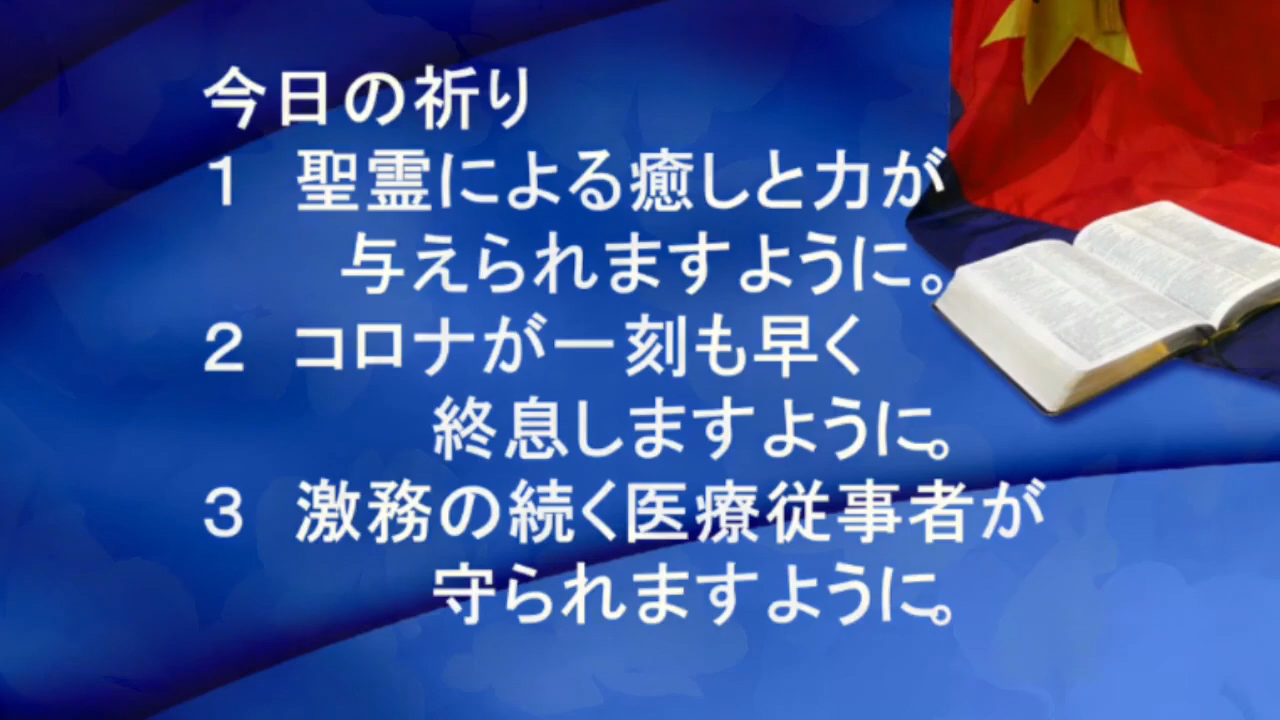 今日の祈り
１　聖霊による癒しと力が
与えられますように。
２　コロナが一刻も早く
終息しますように。
３　激務の続く医療従事者が
守られますように。